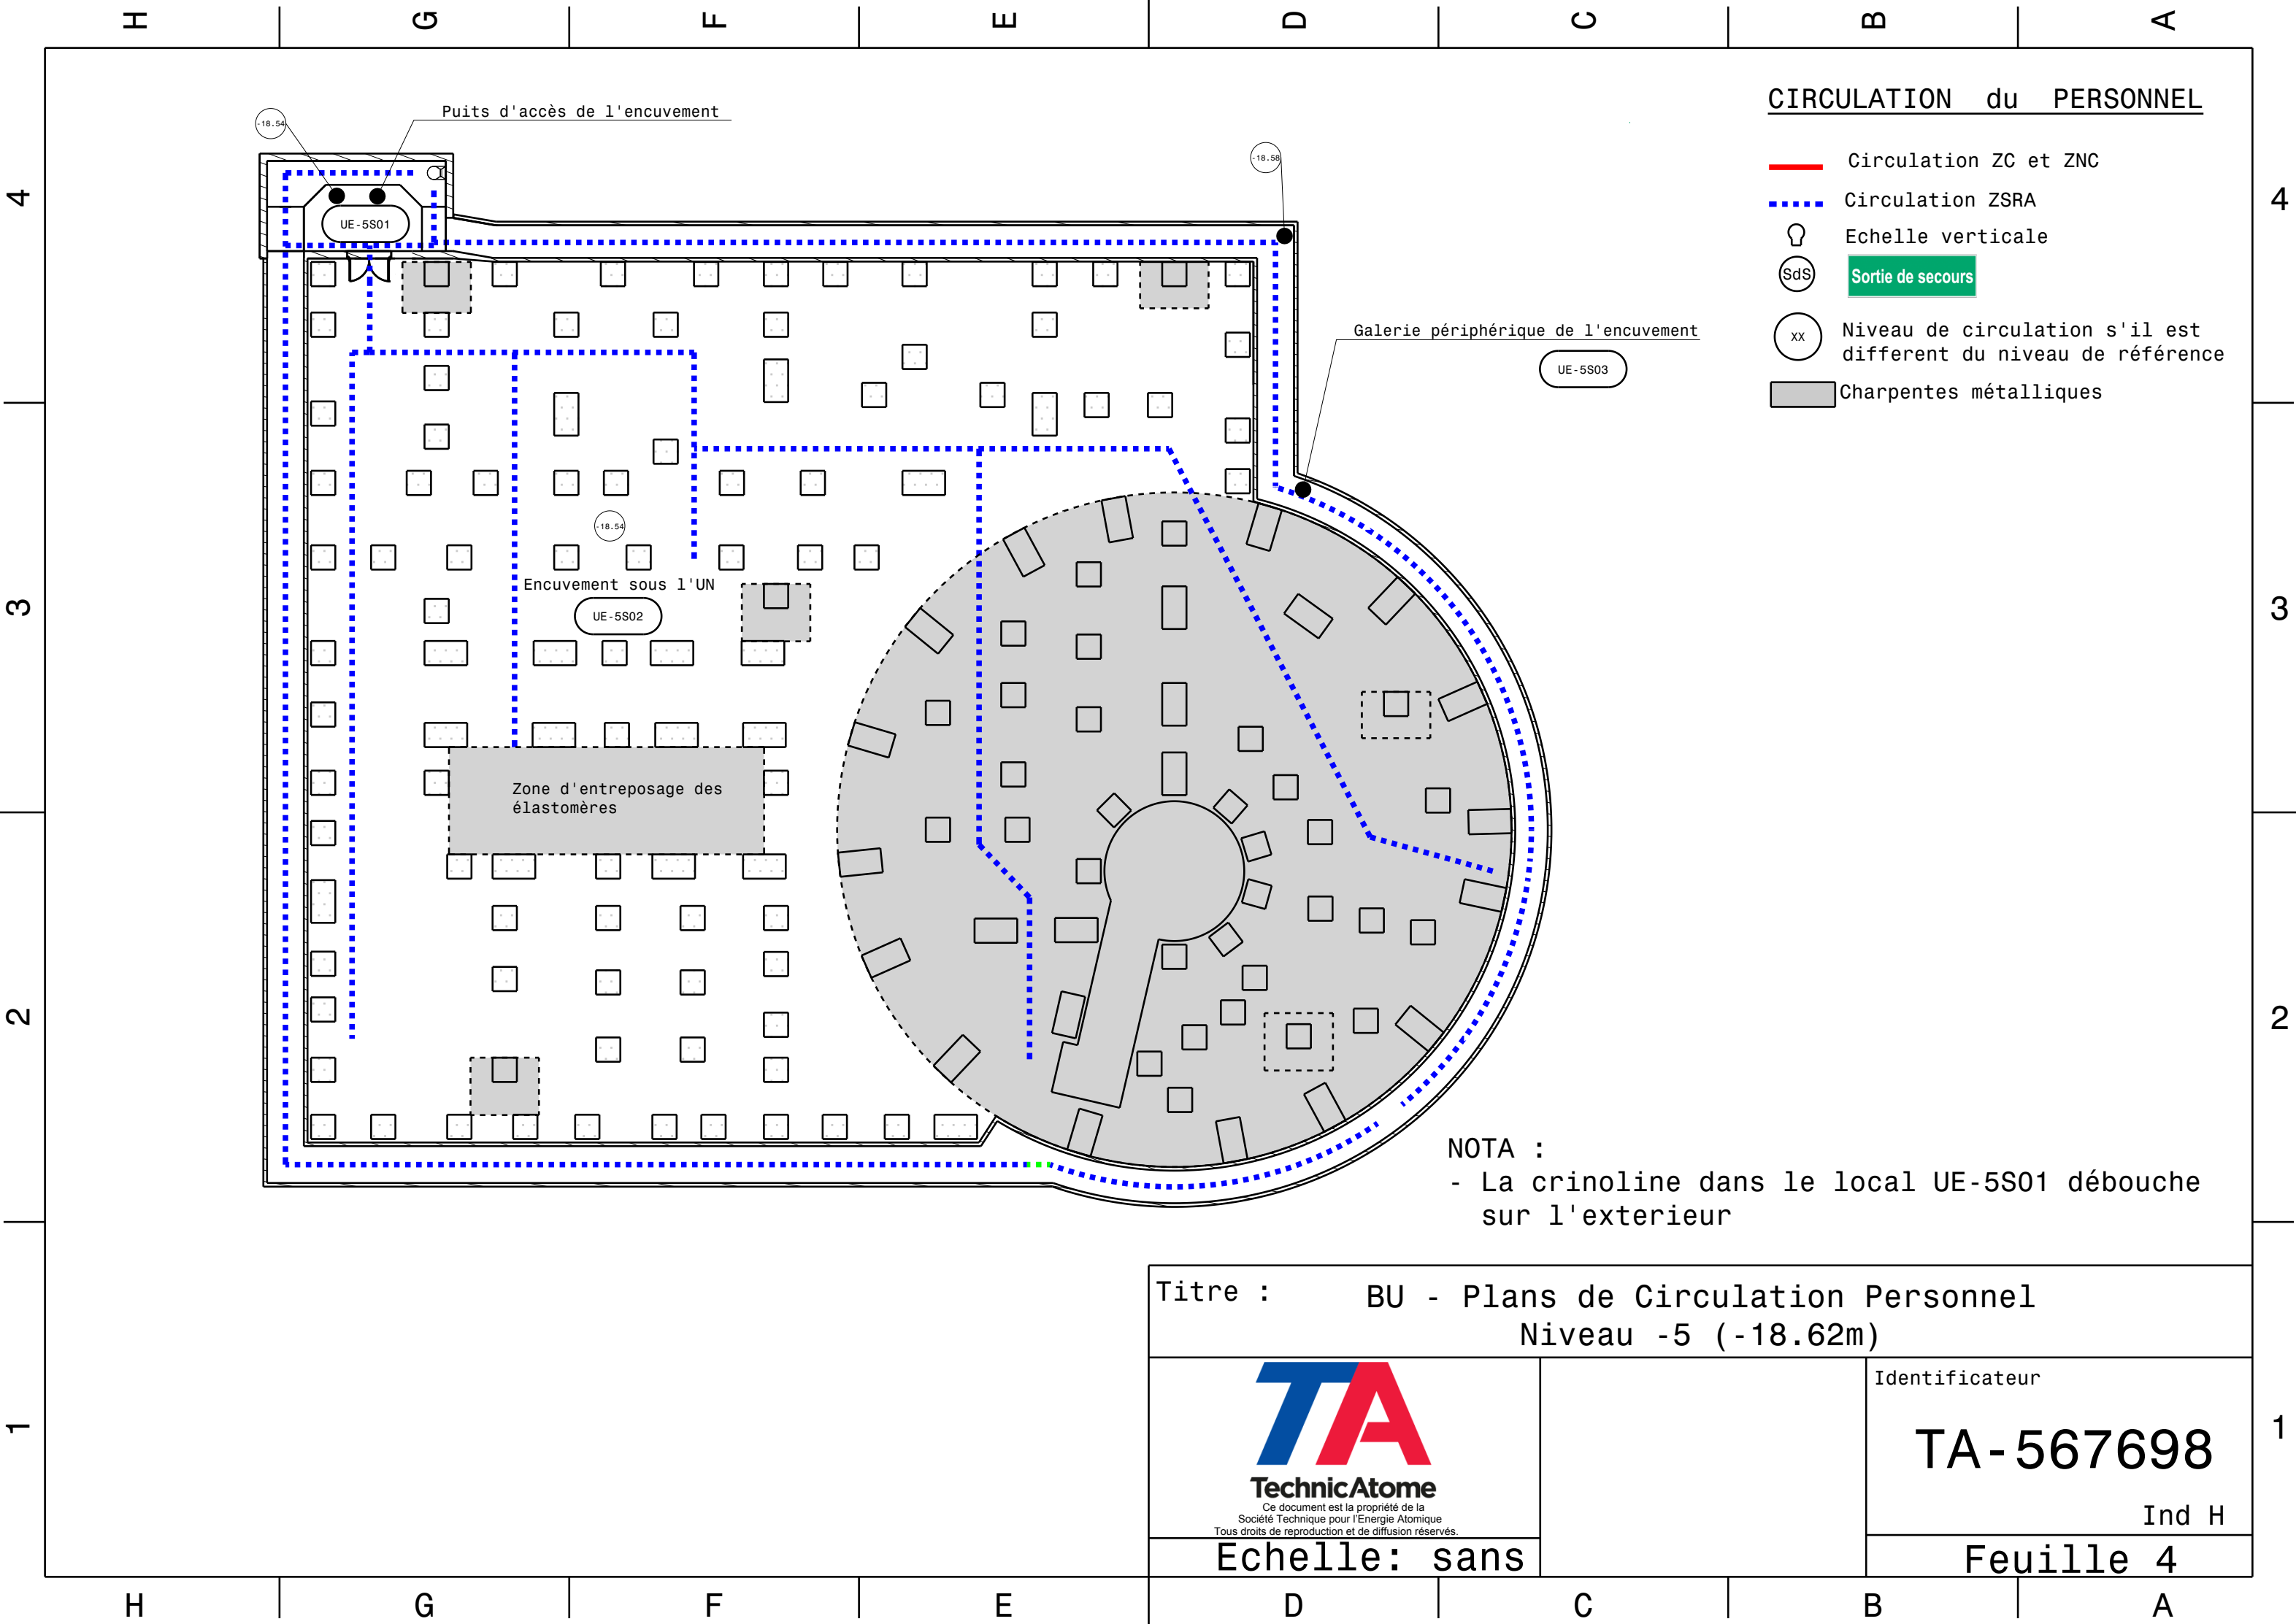 H G F E D C B A
CIRCULATION du PERSONNEL
Puits d'accès de l'encuvement
-18.54
-18.58
Circulation ZC et ZNC
4
4
Circulation ZSRA
UE-5S01
Echelle verticale
SdS
Sortie de secours
Galerie périphérique de l'encuvement
xx
Niveau de circulation s'il est
different du niveau de référence
UE-5S03
Charpentes métalliques
-18.54
Encuvement sous l'UN
3
3
UE-5S02
Zone d'entreposage des
élastomères
2
2
NOTA :
- La crinoline dans le local UE-5S01 débouche
sur l'exterieur
Titre :
BU - Plans de Circulation Personnel
Niveau -5 (-18.62m)
TA
TechnicAtome
Ce document est la propriété de la
Société Technique pour l'Energie Atomique
Tous droits de reproduction et de diffusion réservés.
Identificateur
TA-567698
Ind H
1
1
Echelle: sans
Feuille 4
H G F E D C B A